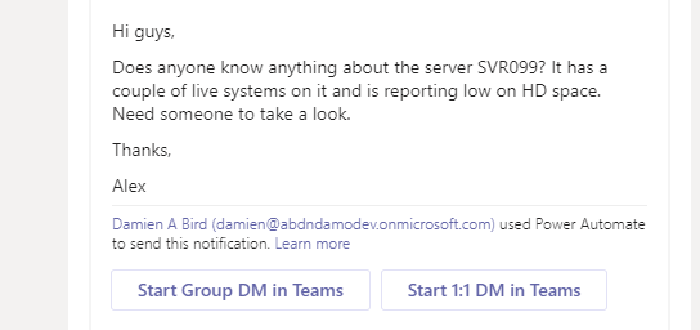 Hi guys,
Does anyone know anything about the server SVR099? It has a
couple of live systems on it and is reporting low on HD space.
Need someone to take a look.
Thanks,
Alex
Damien A Bird (damien@abdndamodev.onmicrosoft.com) used Power Automate
to send this notification. Learn more
Start Group DM in Teams
Start 1:1 DM in Teams